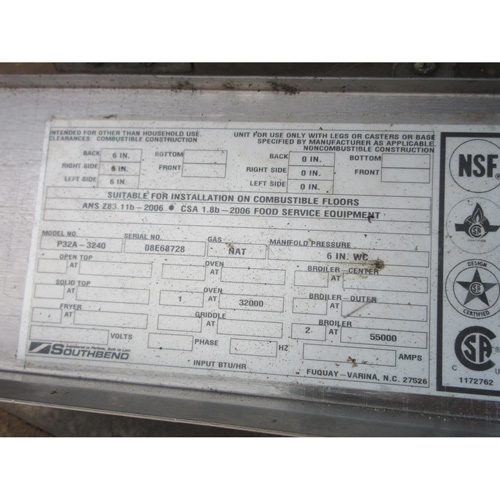 INTENDED FOR OTHER THAN HOUSEHOLD USE.
CLEARANCES: COMBUSTIBLE CONSTRUCTION
BACK 6 IN. BOTTOM
RIGHT SIDE 6 IN. FRONT
LEFT SIDE 6 IN.
UNIT FOR USE ONLY WITH LEGS OR CASTERS OR BASE
SPECIFIED BY MANUFACTURER AS APPLICABLE.
NONCOMBUSTIBLE CONSTRUCTION
BACK 0 IN. BOTTOM
RIGHT SIDE 0 IN. FRONT
LEFT SIDE 0 IN.
SUITABLE FOR INSTALLATION ON COMBUSTIBLE FLOORS
ANS Z83.11b-2006 • CSA 1.8b-2006 FOOD SERVICE EQUIPMENT
MODEL NO. SERIAL NO. GAS MANIFOLD PRESSURE
P32A-3240 08E68728 NAT 6 IN. WC
OPEN TOP OVEN BROILER-CENTER
AT AT AT
SOLID TOP OVEN BROILER-OUTER
AT 1 AT 32000 AT
FRYER GRIDDLE BROILER
AT AT 2 AT 55000
VOLTS PHASE HZ AMPS
SOUTHBEND
INPUT BTU/HR
FUQUAY-VARINA, N.C. 27526
NSF
DESIGN
CERTIFIED
SA
C
1172762